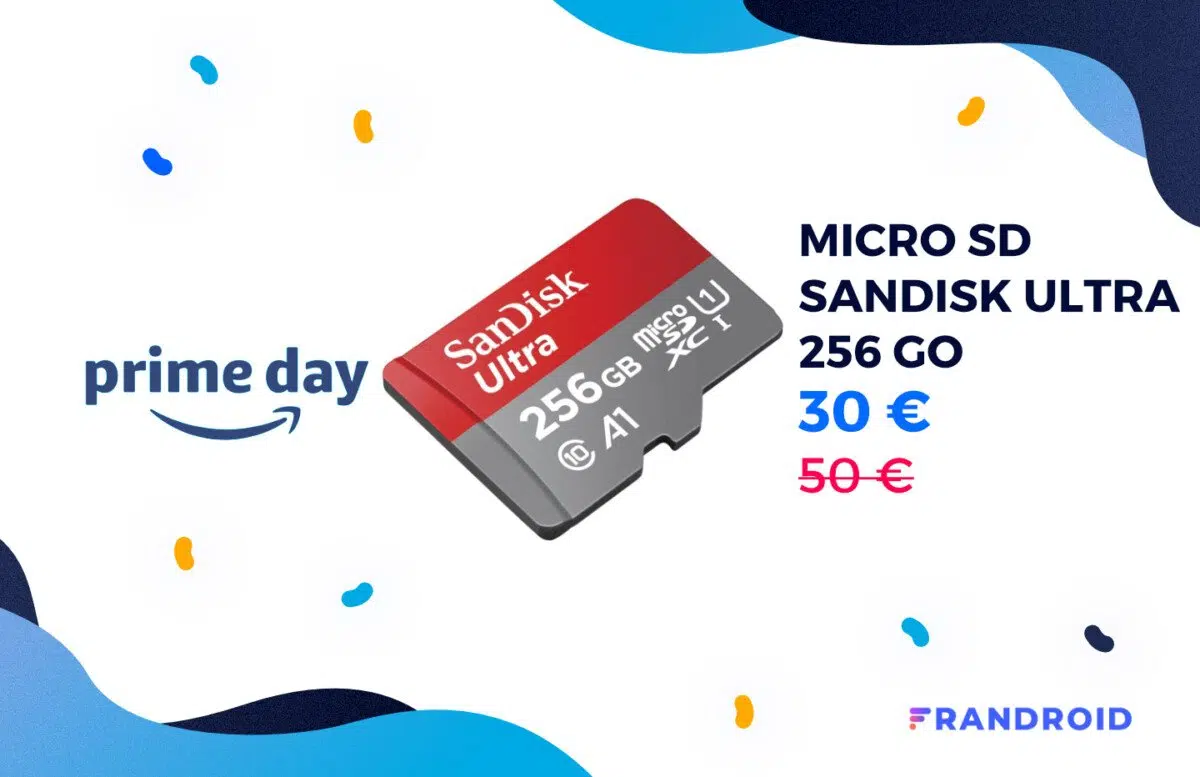 prime day
SanDisk
Ultra
256GB
micro
SD
XC I
U1
10 A1
MICRO SD
SANDISK ULTRA
256 GO
30 €
50 €
FRANDROID